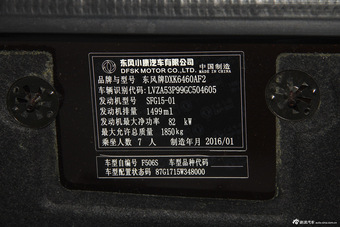 东风小康汽车有限公司
DFSK MOTOR CO.,LTD.
中国制造
MADE IN CHINA
品牌与型号 东风牌DXK6460AF2
车辆识别代码: LVZA53P99GC504605
发动机型号 SFG15-01
发动机排量 1499ml
发动机最大净功率 82 kW
最大允许总质量 1850kg
乘坐人数 7 人 制造年月 2016/01
车型自编号 F506S 车型品种代码
车型配置状态码 87G1715W348000